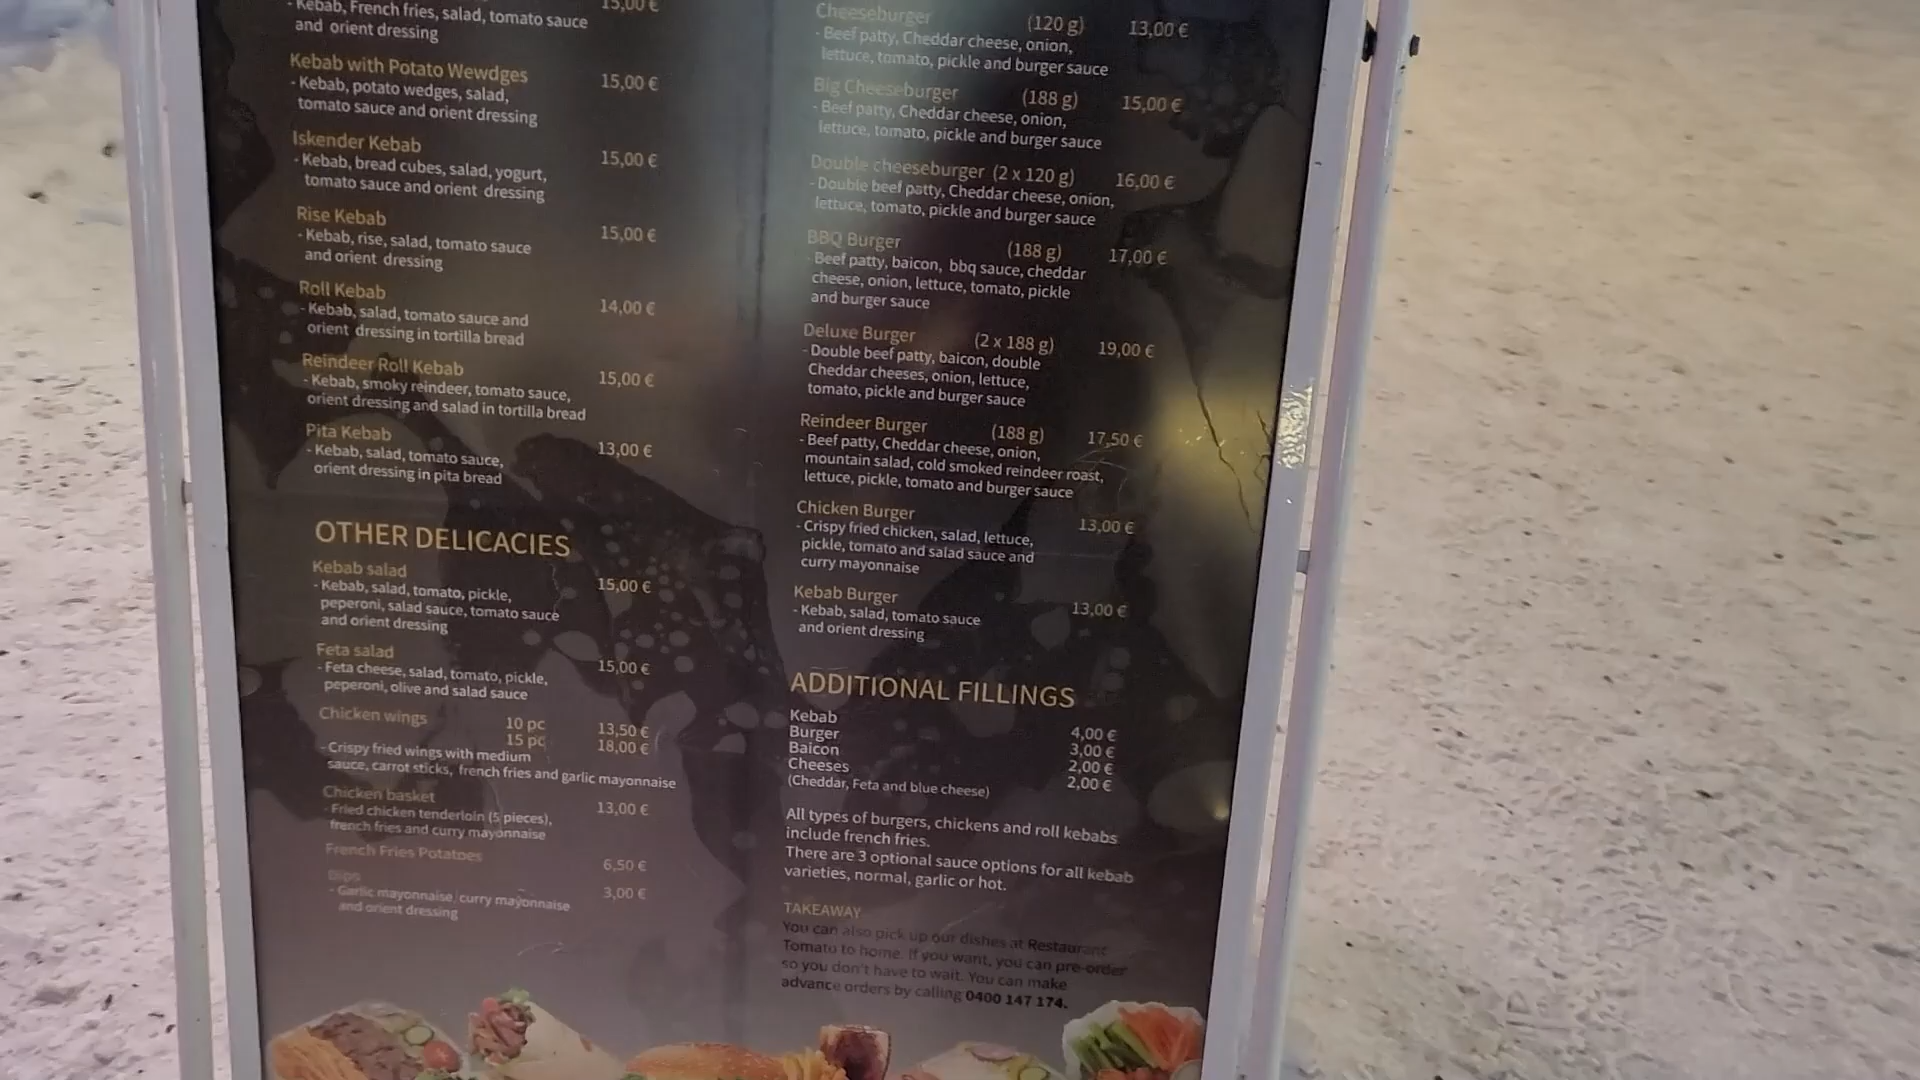 - Kebab, French fries, salad, tomato sauce
and orient dressing
15,00 €
Kebab with Potato Wewdges
15,00 €
- Kebab, potato wedges, salad,
tomato sauce and orient dressing
Iskender Kebab
15,00 €
- Kebab, bread cubes, salad, yogurt,
tomato sauce and orient dressing
Rise Kebab
15,00 €
- Kebab, rise, salad, tomato sauce
and orient dressing
Roll Kebab
14,00 €
- Kebab, salad, tomato sauce and
orient dressing in tortilla bread
Reindeer Roll Kebab
15,00 €
- Kebab, smoky reindeer, tomato sauce,
orient dressing and salad in tortilla bread
Pita Kebab
13,00 €
- Kebab, salad, tomato sauce,
orient dressing in pita bread
OTHER DELICACIES
Kebab salad
15,00 €
- Kebab, salad, tomato, pickle,
peperoni, salad sauce, tomato sauce
and orient dressing
Feta salad
15,00 €
- Feta cheese, salad, tomato, pickle,
peperoni, olive and salad sauce
Chicken wings 10 pc 13,50 €
15 pc 18,00 €
- Crispy fried wings with medium
sauce, carrot sticks, french fries and garlic mayonnaise
Chicken basket
13,00 €
- Fried chicken tenderloin (5 pieces),
french fries and curry mayonnaise
French Fries Potatoes 6,50 €
Dips 3,00 €
- Garlic mayonnaise, curry mayonnaise
and orient dressing
Cheeseburger (120 g) 13,00 €
- Beef patty, Cheddar cheese, onion,
lettuce, tomato, pickle and burger sauce
Big Cheeseburger (188 g) 15,00 €
- Beef patty, Cheddar cheese, onion,
lettuce, tomato, pickle and burger sauce
Double cheeseburger (2 x 120 g) 16,00 €
- Double beef patty, Cheddar cheese, onion,
lettuce, tomato, pickle and burger sauce
BBQ Burger (188 g) 17,00 €
- Beef patty, baicon, bbq sauce, cheddar
cheese, onion, lettuce, tomato, pickle
and burger sauce
Deluxe Burger (2 x 188 g) 19,00 €
- Double beef patty, baicon, double
Cheddar cheeses, onion, lettuce,
tomato, pickle and burger sauce
Reindeer Burger (188 g) 17,50 €
- Beef patty, Cheddar cheese, onion,
mountain salad, cold smoked reindeer roast,
lettuce, pickle, tomato and burger sauce
Chicken Burger 13,00 €
- Crispy fried chicken, salad, lettuce,
pickle, tomato and salad sauce and
curry mayonnaise
Kebab Burger 13,00 €
- Kebab, salad, tomato sauce
and orient dressing
ADDITIONAL FILLINGS
Kebab 4,00 €
Burger 3,00 €
Baicon 2,00 €
Cheeses 2,00 €
(Cheddar, Feta and blue cheese)
All types of burgers, chickens and roll kebabs
include french fries.
There are 3 optional sauce options for all kebab
varieties, normal, garlic or hot.
TAKEAWAY
You can also pick up our dishes at Restaurant
Tomato to home. If you want, you can pre-order
so you don't have to wait. You can make
advance orders by calling 0400 147 174.